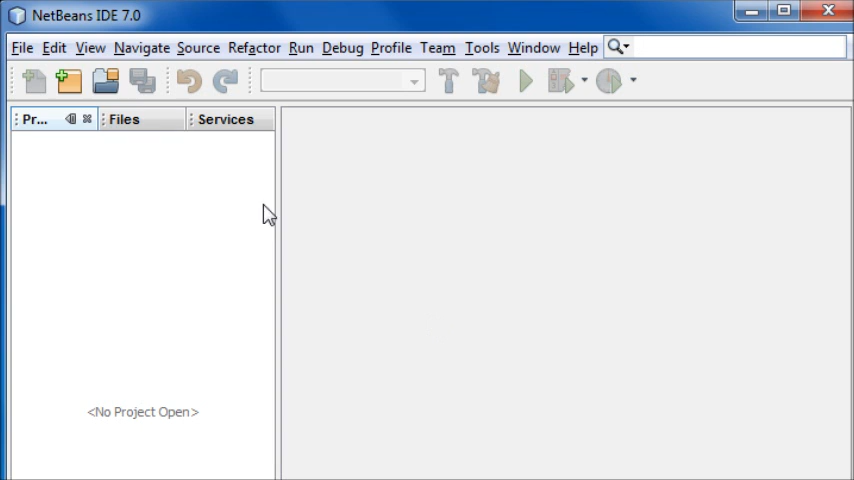 NetBeans IDE 7.0
File Edit View Navigate Source Refactor Run Debug Profile Team Tools Window Help
Pr... Files Services
<No Project Open>